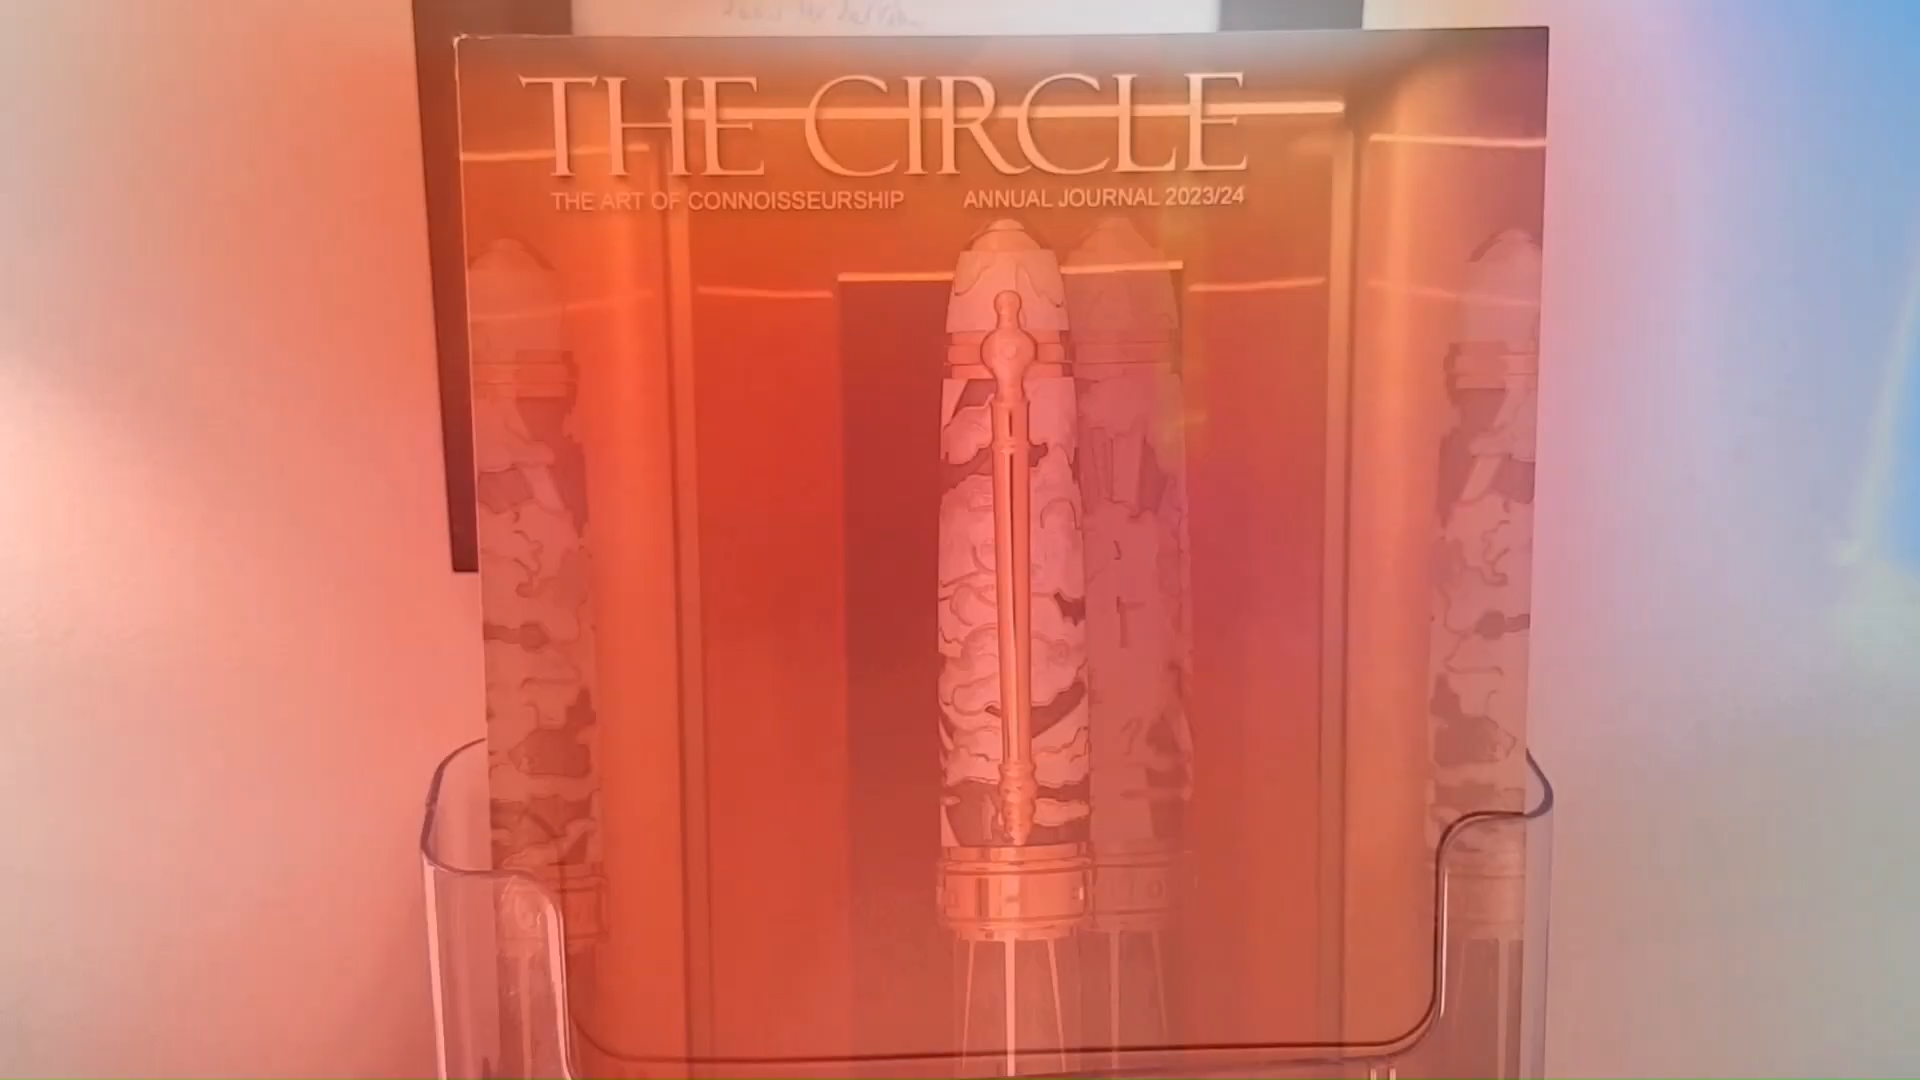 THE CIRCLE
THE ART OF CONNOISSEURSHIP ANNUAL JOURNAL 2023/24